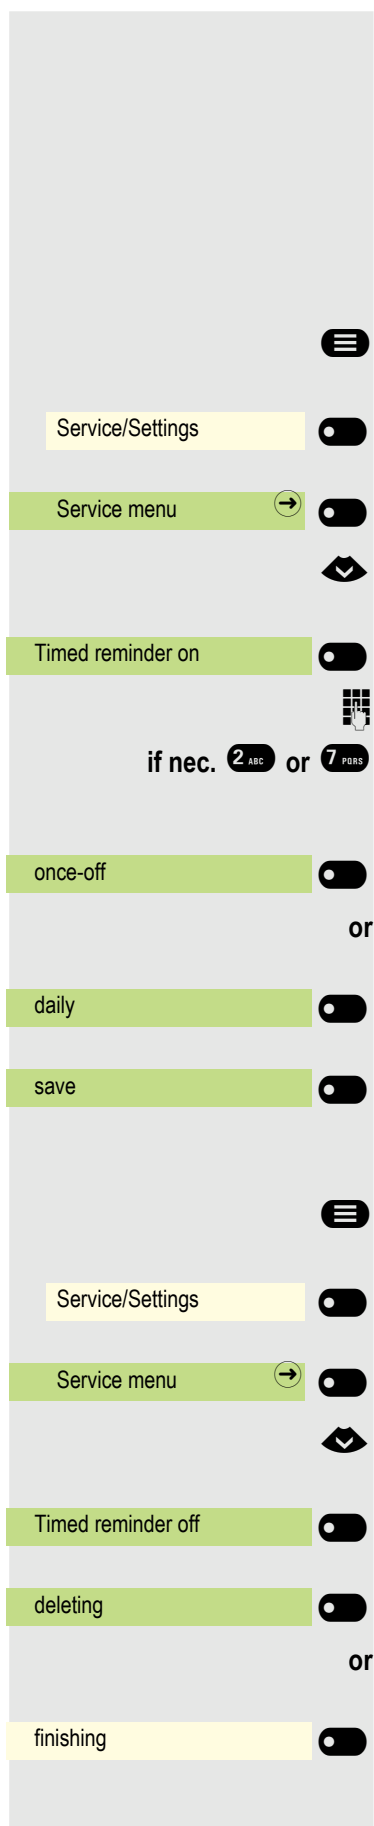 Service/Settings
Service menu
Timed reminder on
if nec. 2 ABC or 7 PQRS
once-off
or
daily
save
Service/Settings
Service menu
Timed reminder off
deleting
or
finishing